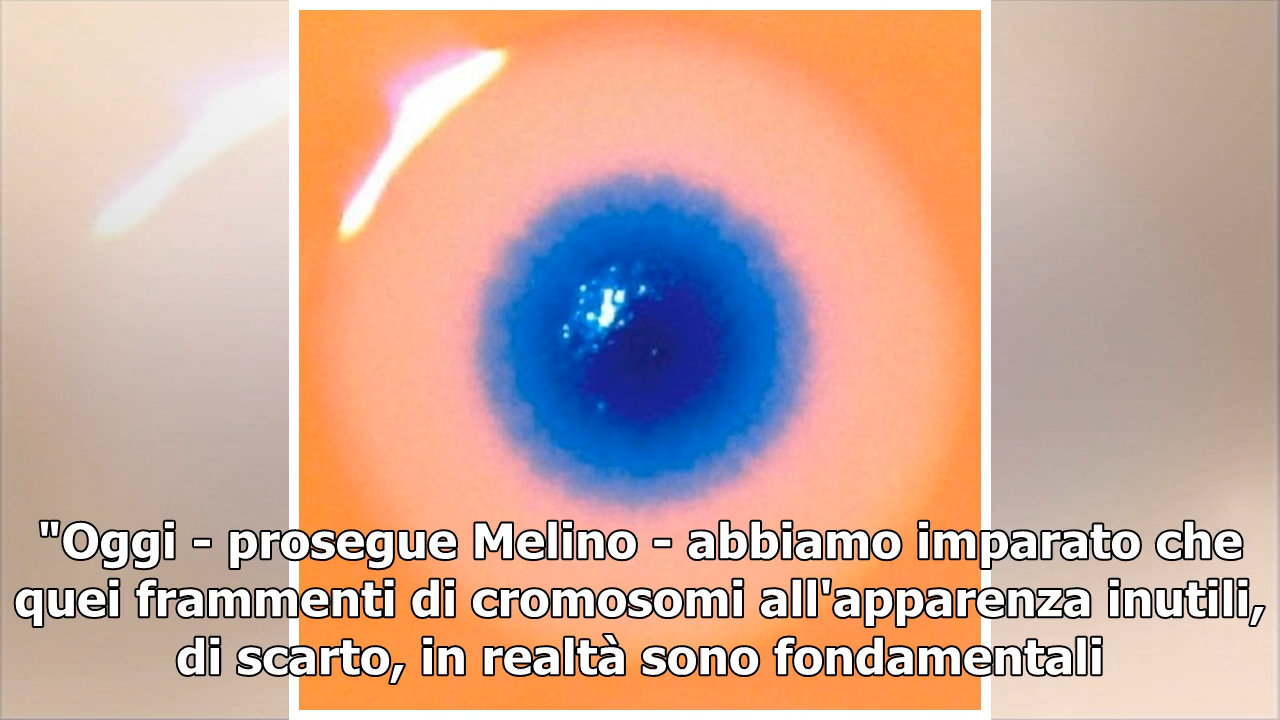 "Oggi - prosegue Melino - abbiamo imparato che
quei frammenti di cromosomi all'apparenza inutili,
di scarto, in realtà sono fondamentali